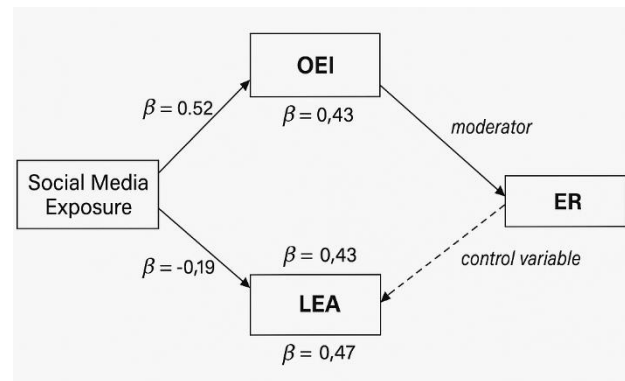 OEI
β = 0.52
β = 0,43
moderator
Social Media
Exposure
ER
β = -0,19
β = 0,43
control variable
LEA
β = 0,47